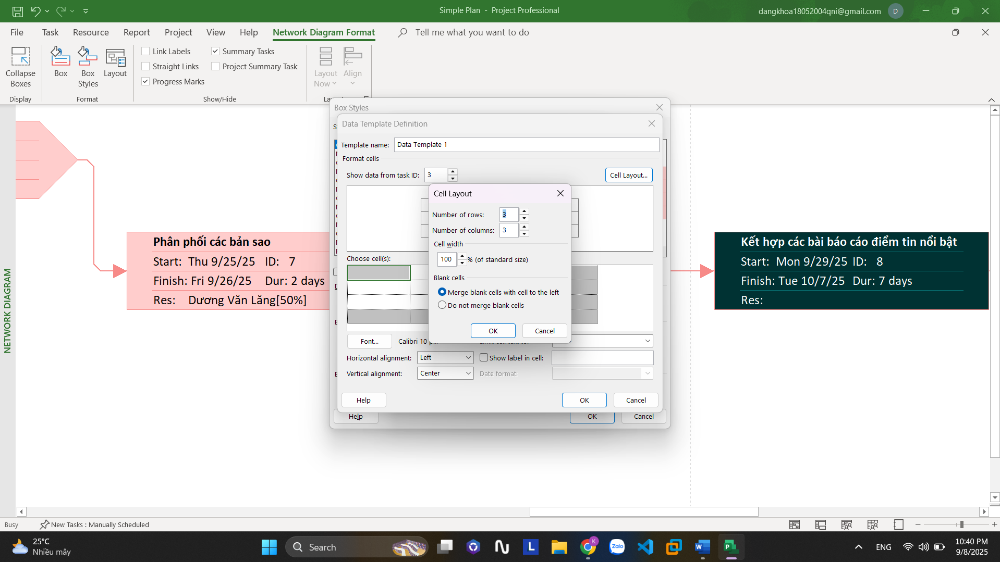 Simple Plan - Project Professional
dangkhoa18052004qni@gmail.com
D
File Task Resource Report Project View Help Network Diagram Format Tell me what you want to do
Collapse Boxes
Display
Box
Box Styles
Layout
Format
Link Labels
Straight Links
Progress Marks
Summary Tasks
Project Summary Task
Show/Hide
Layout Now
Align
NETWORK DIAGRAM
Phân phối các bản sao
Start: Thu 9/25/25 ID: 7
Finish: Fri 9/26/25 Dur: 2 days
Res: Dương Văn Lăng[50%]
Box Styles
Data Template Definition
Template name: Data Template 1
Format cells
Show data from task ID: 3
Cell Layout...
Choose cell(s):
Cell Layout
Number of rows: 3
Number of columns: 3
Cell width
100 % (of standard size)
Blank cells
Merge blank cells with cell to the left
Do not merge blank cells
OK Cancel
Font... Calibri 10
Horizontal alignment: Left
Show label in cell:
Vertical alignment: Center
Date format:
Help OK Cancel
Help OK Cancel
Kết hợp các bài báo cáo điểm tin nổi bật
Start: Mon 9/29/25 ID: 8
Finish: Tue 10/7/25 Dur: 7 days
Res:
Busy New Tasks : Manually Scheduled
25°C
Nhiều mây
Search
L
K
Zalo
W
P
ENG
10:40 PM
9/8/2025